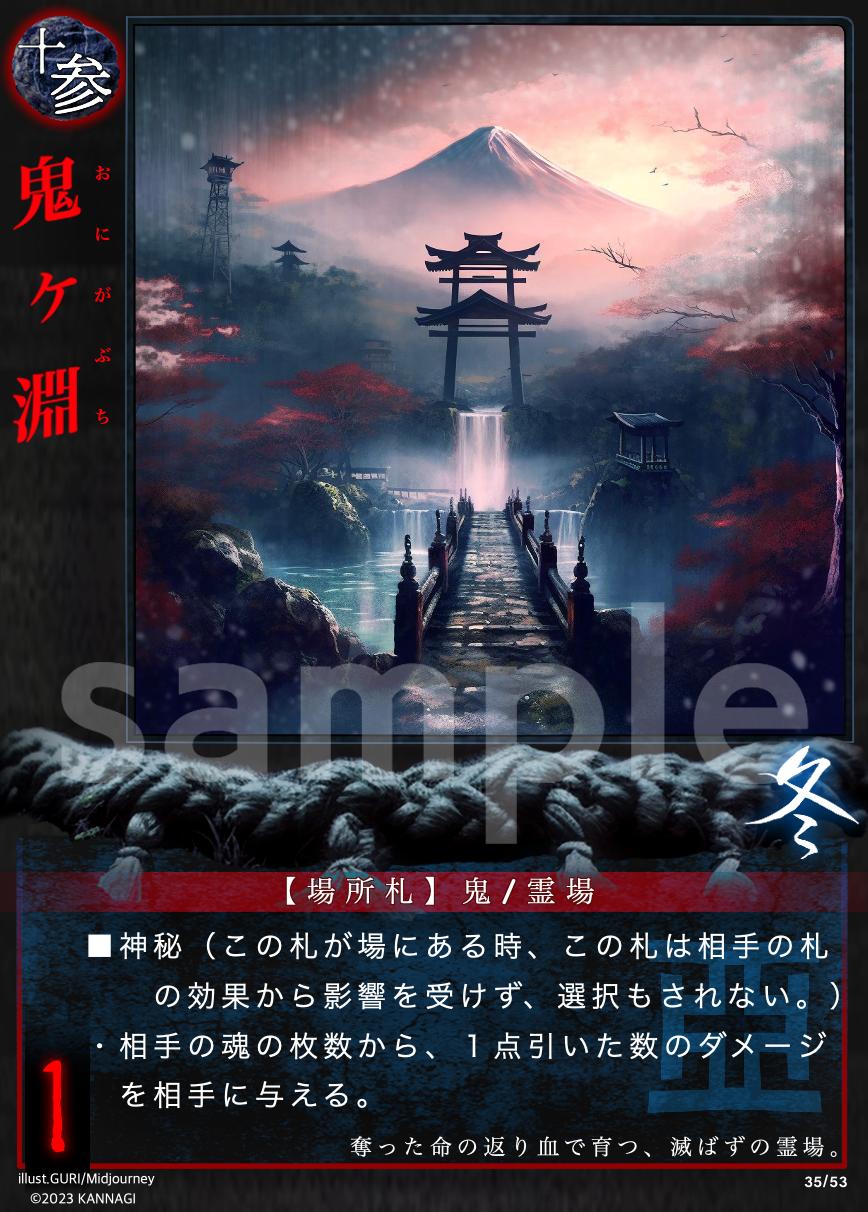 十参
鬼ヶ淵
おにがぶち
sample
冬
【場所札】鬼/霊場
■神秘（この札が場にある時、この札は相手の札
の効果から影響を受けず、選択もされない。）
・相手の魂の枚数から、１点引いた数のダメージ
を相手に与える。
1
奪った命の返り血で育つ、滅ばずの霊場。
illust.GURI/Midjourney
©2023 KANNAGI
35/53